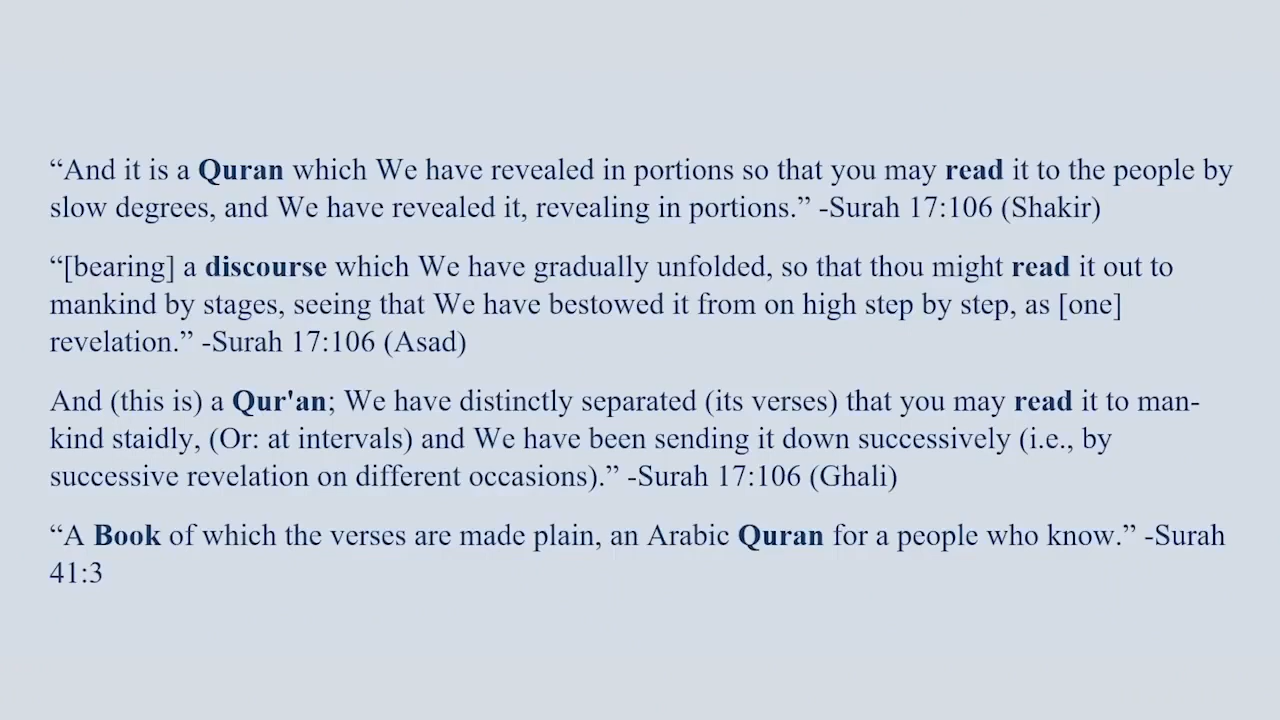 “And it is a Quran which We have revealed in portions so that you may read it to the people by
slow degrees, and We have revealed it, revealing in portions.” -Surah 17:106 (Shakir)
“[bearing] a discourse which We have gradually unfolded, so that thou might read it out to
mankind by stages, seeing that We have bestowed it from on high step by step, as [one]
revelation.” -Surah 17:106 (Asad)
And (this is) a Qur'an; We have distinctly separated (its verses) that you may read it to man-
kind staidly, (Or: at intervals) and We have been sending it down successively (i.e., by
successive revelation on different occasions).” -Surah 17:106 (Ghali)
“A Book of which the verses are made plain, an Arabic Quran for a people who know.” -Surah
41:3